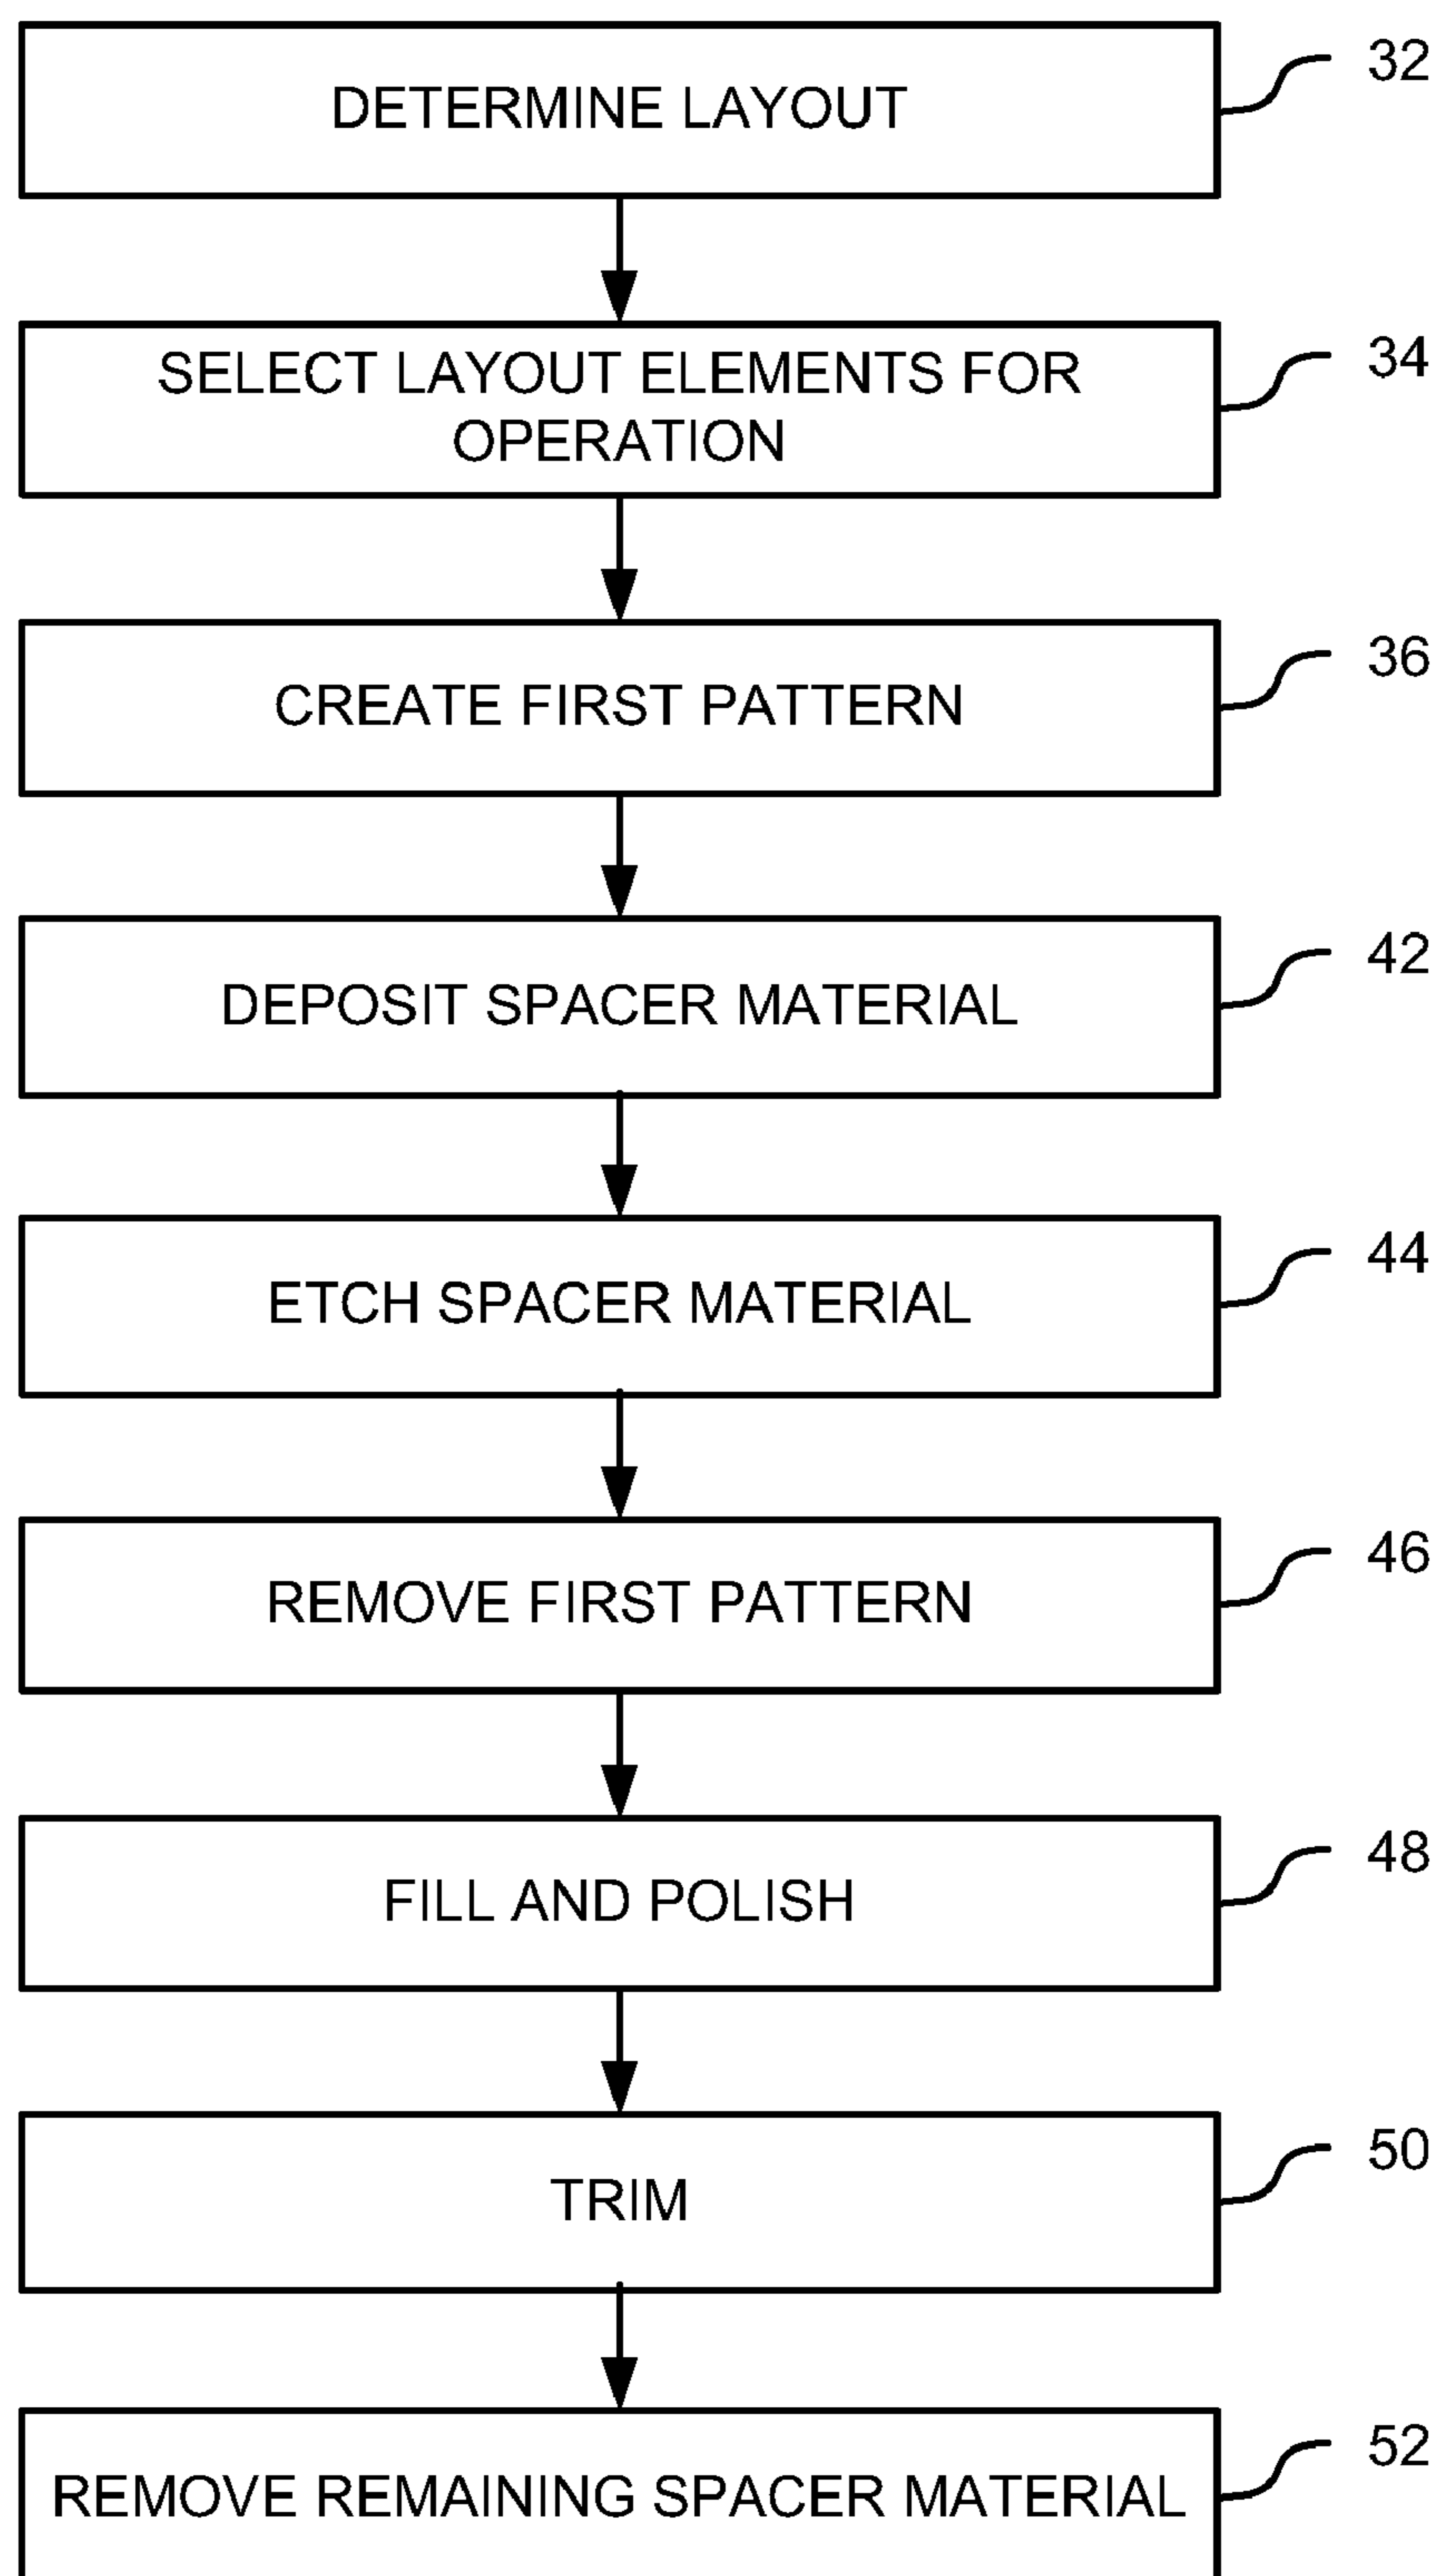 DETERMINE LAYOUT
32
SELECT LAYOUT ELEMENTS FOR
OPERATION
34
CREATE FIRST PATTERN
36
DEPOSIT SPACER MATERIAL
42
ETCH SPACER MATERIAL
44
REMOVE FIRST PATTERN
46
FILL AND POLISH
48
TRIM
50
REMOVE REMAINING SPACER MATERIAL
52